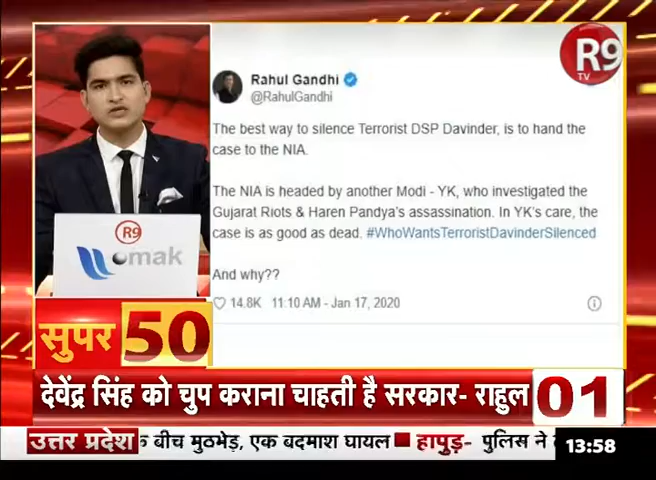 R9
TV
Rahul Gandhi
@RahulGandhi
The best way to silence Terrorist DSP Davinder, is to hand the
case to the NIA.
The NIA is headed by another Modi - YK, who investigated the
Gujarat Riots & Haren Pandya's assassination. In YK's care, the
case is as good as dead. #WhoWantsTerroristDavinderSilenced
And why??
14.8K 11:10 AM - Jan 17, 2020
R9
omak
सुपर 50
देवेंद्र सिंह को चुप कराना चाहती है सरकार- राहुल 01
उत्तर प्रदेश के बीच मुठभेड़, एक बदमाश घायल हापुड़- पुलिस ने 13:58